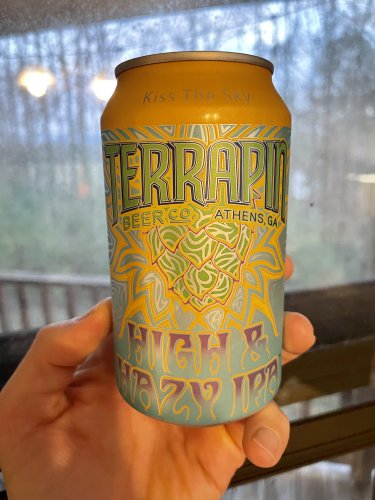 Kiss The Sky
TERRAPIN
BEER CO. ATHENS, GA
HIGH &
HAZY IPA